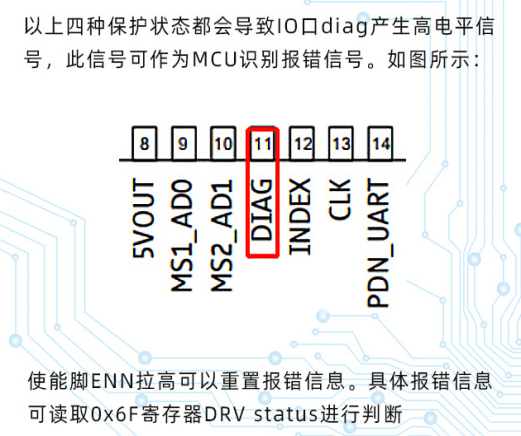 以上四种保护状态都会导致IO口diag产生高电平信
号，此信号可作为MCU识别报错信号。如图所示：
8 9 10 11 12 13 14
5VOUT MS1_AD0 MS2_AD1 DIAG INDEX CLK PDN_UART
使能脚ENN拉高可以重置报错信息。具体报错信息
可读取0x6F寄存器DRV status进行判断